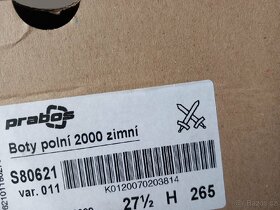 prabos
Boty polní 2000 zimní
S80621
var. 011
K0120070203814
27½ H 265